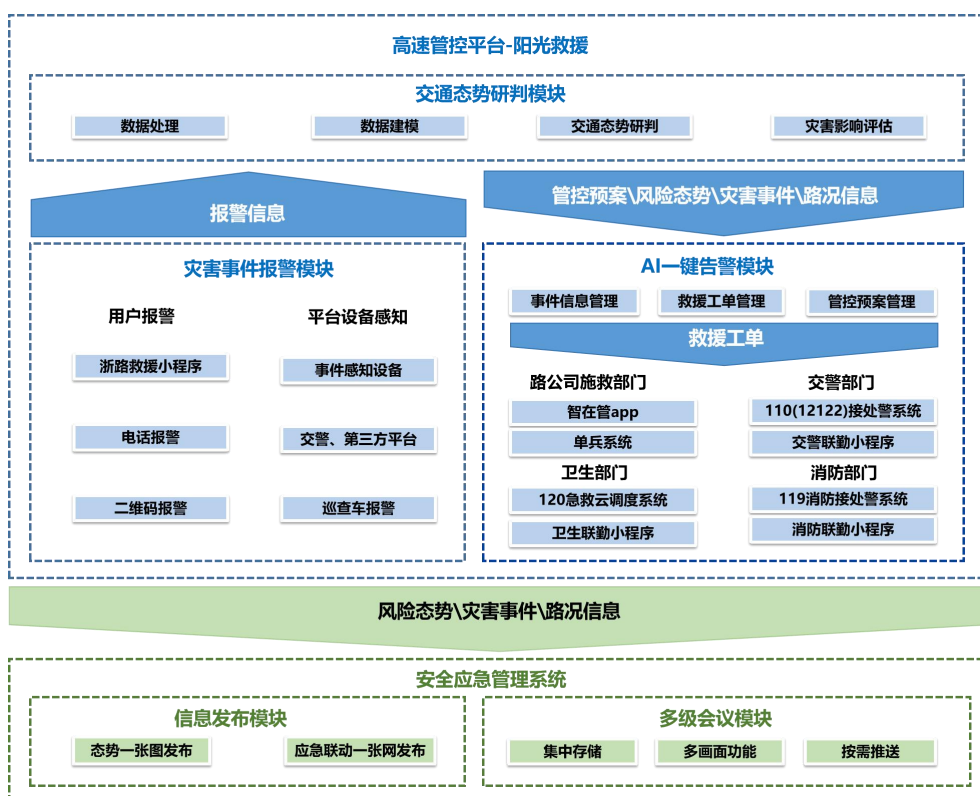 高速管控平台-阳光救援
交通态势研判模块
数据处理
数据建模
交通态势研判
灾害影响评估
报警信息
管控预案\风险态势\灾害事件\路况信息
灾害事件报警模块
用户报警
平台设备感知
浙路救援小程序
事件感知设备
电话报警
交警、第三方平台
二维码报警
巡查车报警
AI一键告警模块
事件信息管理
救援工单管理
管控预案管理
救援工单
路公司施救部门
交警部门
智在管app
110(12122)接处警系统
单兵系统
交警联勤小程序
卫生部门
消防部门
120急救云调度系统
119消防接处警系统
卫生联勤小程序
消防联勤小程序
风险态势\灾害事件\路况信息
安全应急管理系统
信息发布模块
态势一张图发布
应急联动一张网发布
多级会议模块
集中存储
多画面功能
按需推送